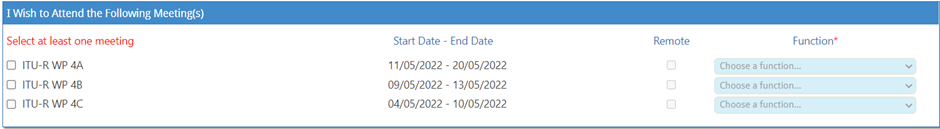 I Wish to Attend the Following Meeting(s)
Select at least one meeting Start Date - End Date Remote Function*
ITU-R WP 4A 11/05/2022 - 20/05/2022 Choose a function...
ITU-R WP 4B 09/05/2022 - 13/05/2022 Choose a function...
ITU-R WP 4C 04/05/2022 - 10/05/2022 Choose a function...